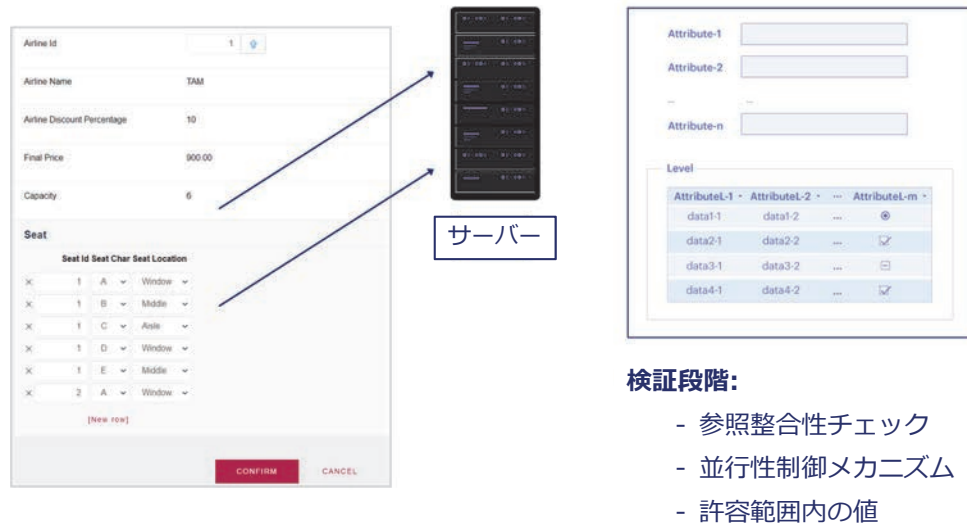 Airline Id 1
Airline Name TAM
Airline Discount Percentage 10
Final Price 900.00
Capacity 6
Seat
Seat Id Seat Char Seat Location
× 1 A Window
× 1 B Middle
× 1 C Aisle
× 1 D Window
× 1 E Middle
× 2 A Window
[New row]
CONFIRM CANCEL
サーバー
Attribute-1
Attribute-2
... ...
Attribute-n
Level
AttributeL-1 AttributeL-2 ... AttributeL-m
data1-1 data1-2 ...
data2-1 data2-2 ...
data3-1 data3-2 ...
data4-1 data4-2 ...
検証段階:
- 参照整合性チェック
- 並行性制御メカニズム
- 許容範囲内の値